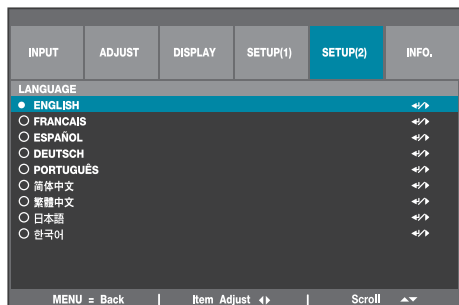 INPUT ADJUST DISPLAY SETUP(1) SETUP(2) INFO.
LANGUAGE
ENGLISH
FRANCAIS
ESPAÑOL
DEUTSCH
PORTUGUÊS
简体中文
繁體中文
日本語
한국어
MENU = Back | Item Adjust | Scroll